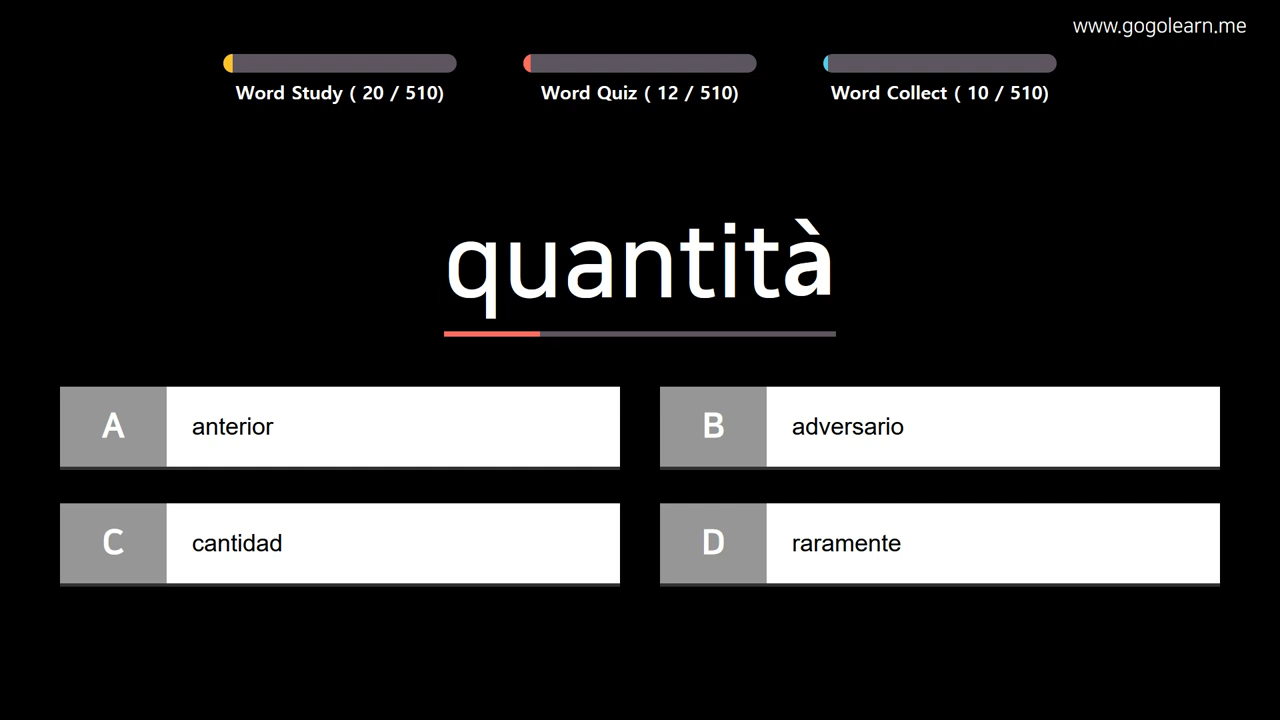 www.gogolearn.me
Word Study ( 20 / 510)
Word Quiz ( 12 / 510)
Word Collect ( 10 / 510)
quantità
A anterior
B adversario
C cantidad
D raramente